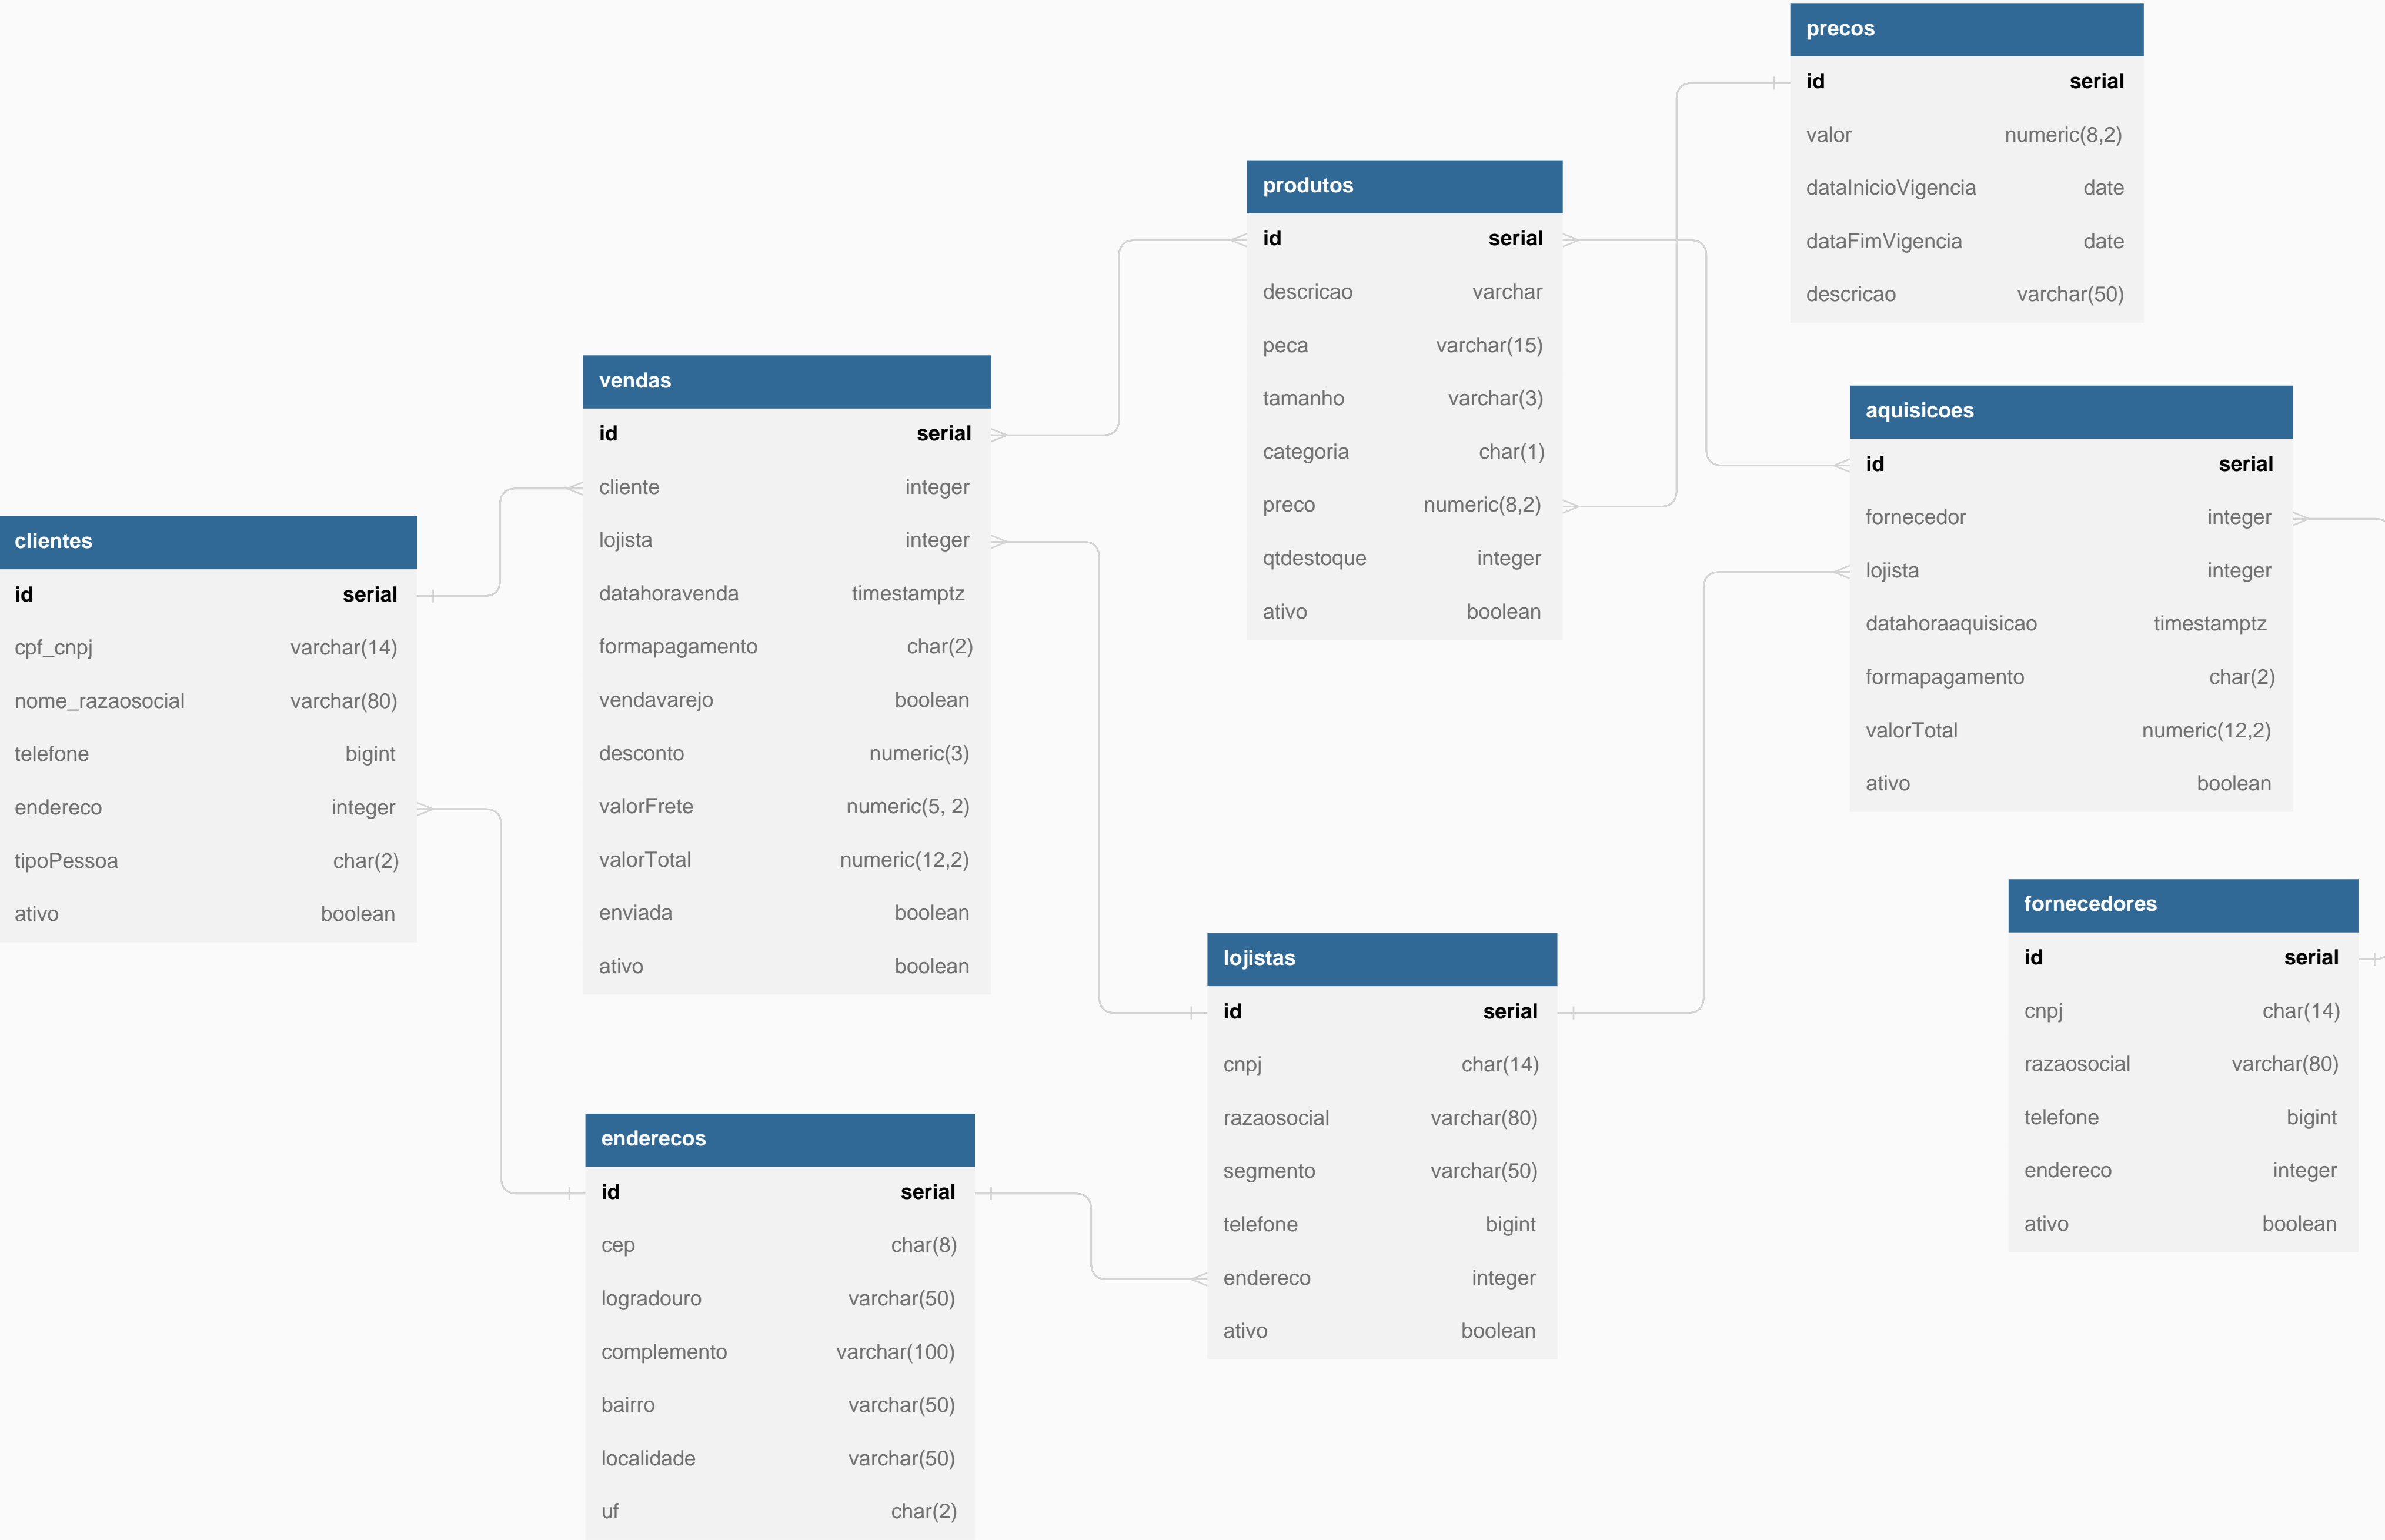 precos
id serial
valor numeric(8,2)
dataInicioVigencia date
dataFimVigencia date
descricao varchar(50)
produtos
id serial
descricao varchar
peca varchar(15)
tamanho varchar(3)
categoria char(1)
preco numeric(8,2)
qtdestoque integer
ativo boolean
vendas
id serial
cliente integer
lojista integer
datahoravenda timestamptz
formapagamento char(2)
vendavarejo boolean
desconto numeric(3)
valorFrete numeric(5, 2)
valorTotal numeric(12,2)
enviada boolean
ativo boolean
aquisicoes
id serial
fornecedor integer
lojista integer
datahoraaquisicao timestamptz
formapagamento char(2)
valorTotal numeric(12,2)
ativo boolean
clientes
id serial
cpf_cnpj varchar(14)
nome_razaosocial varchar(80)
telefone bigint
endereco integer
tipoPessoa char(2)
ativo boolean
fornecedores
id serial
cnpj char(14)
razaosocial varchar(80)
telefone bigint
endereco integer
ativo boolean
lojistas
id serial
cnpj char(14)
razaosocial varchar(80)
segmento varchar(50)
telefone bigint
endereco integer
ativo boolean
enderecos
id serial
cep char(8)
logradouro varchar(50)
complemento varchar(100)
bairro varchar(50)
localidade varchar(50)
uf char(2)